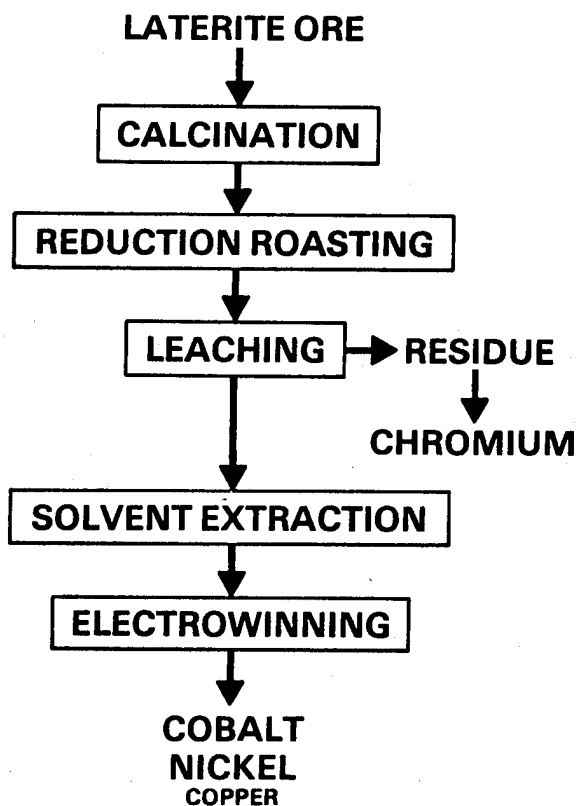 LATERITE ORE
CALCINATION
REDUCTION ROASTING
LEACHING
RESIDUE
CHROMIUM
SOLVENT EXTRACTION
ELECTROWINNING
COBALT
NICKEL
COPPER